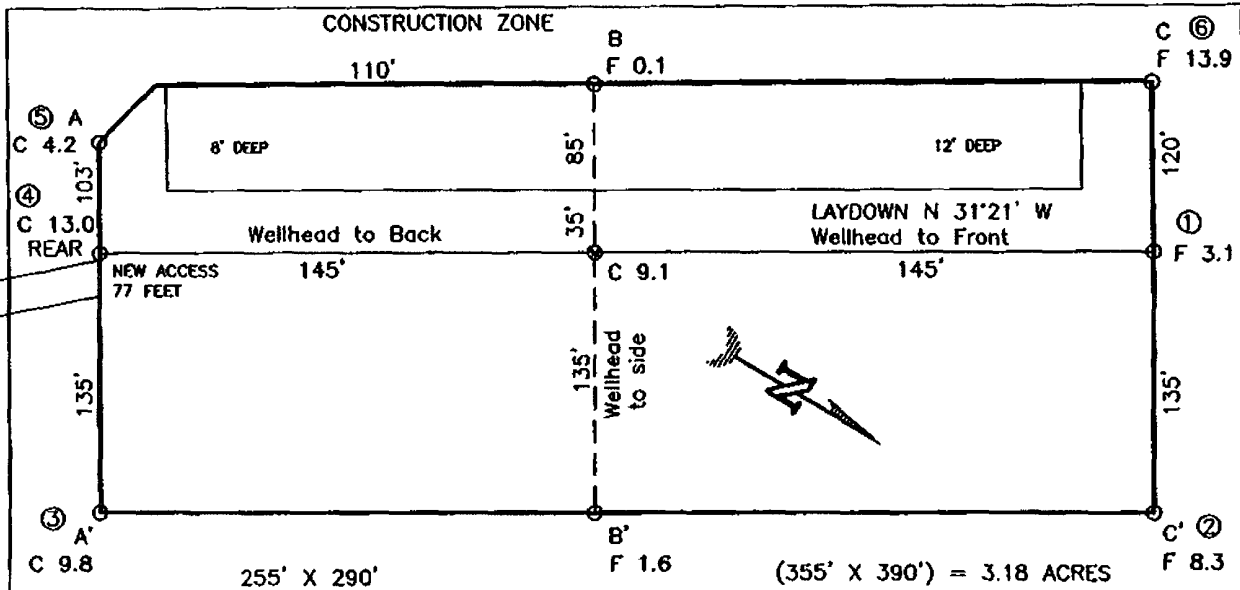 CONSTRUCTION ZONE
B
F 0.1
C ⑥
F 13.9
110'
⑤ A
C 4.2
8' DEEP
85'
12' DEEP
120'
103'
④
C 13.0
REAR
Wellhead to Back
145'
35'
LAYDOWN N 31°21' W
Wellhead to Front
145'
①
F 3.1
NEW ACCESS
77 FEET
C 9.1
135'
135'
Wellhead
to side
N
135'
③
A'
C 9.8
B'
F 1.6
C' ②
F 8.3
255' X 290'
(355' X 390') = 3.18 ACRES